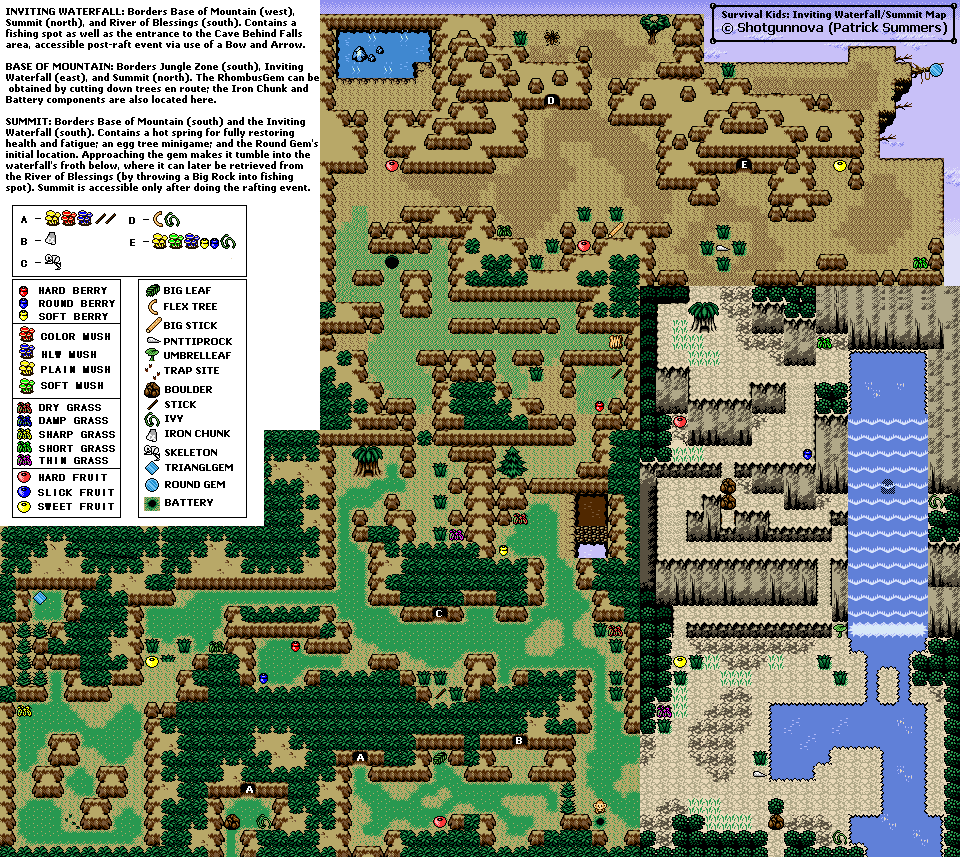 INVITING WATERFALL: Borders Base of Mountain (west),
Summit (north), and River of Blessings (south). Contains a
fishing spot as well as the entrance to the Cave Behind Falls
area, accessible post-raft event via use of a Bow and Arrow.
BASE OF MOUNTAIN: Borders Jungle Zone (south), Inviting
Waterfall (east), and Summit (north). The RhombusGem can be
obtained by cutting down trees en route; the Iron Chunk and
Battery components are also located here.
SUMMIT: Borders Base of Mountain (south) and the Inviting
Waterfall (south). Contains a hot spring for fully restoring
health and fatigue; an egg tree minigame; and the Round Gem's
initial location. Approaching the gem makes it tumble into the
waterfall's froth below, where it can later be retrieved from
the River of Blessings (by throwing a Big Rock into fishing
spot). Summit is accessible only after doing the rafting event.
Survival Kids: Inviting Waterfall/Summit Map
© Shotgunnova (Patrick Summers)
A -
B -
C -
D -
E -
HARD BERRY
ROUND BERRY
SOFT BERRY
COLOR MUSH
HLW MUSH
PLAIN MUSH
SOFT MUSH
DRY GRASS
DAMP GRASS
SHARP GRASS
SHORT GRASS
THIN GRASS
HARD FRUIT
SLICK FRUIT
SWEET FRUIT
BIG LEAF
FLEX TREE
BIG STICK
PNTTIPROCK
UMBRELLEAF
TRAP SITE
BOULDER
STICK
IVY
IRON CHUNK
SKELETON
TRIANGLGEM
ROUND GEM
BATTERY
D
E
C
B
A
A